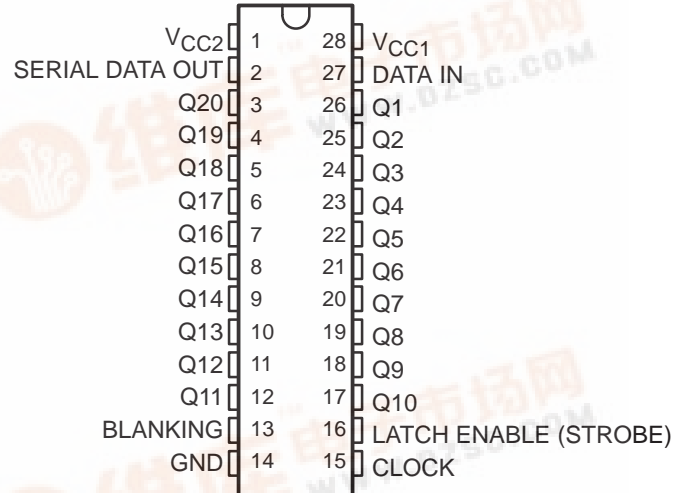 VCC2 1 28 VCC1
SERIAL DATA OUT 2 27 DATA IN
Q20 3 26 Q1
Q19 4 25 Q2
Q18 5 24 Q3
Q17 6 23 Q4
Q16 7 22 Q5
Q15 8 21 Q6
Q14 9 20 Q7
Q13 10 19 Q8
Q12 11 18 Q9
Q11 12 17 Q10
BLANKING 13 16 LATCH ENABLE (STROBE)
GND 14 15 CLOCK